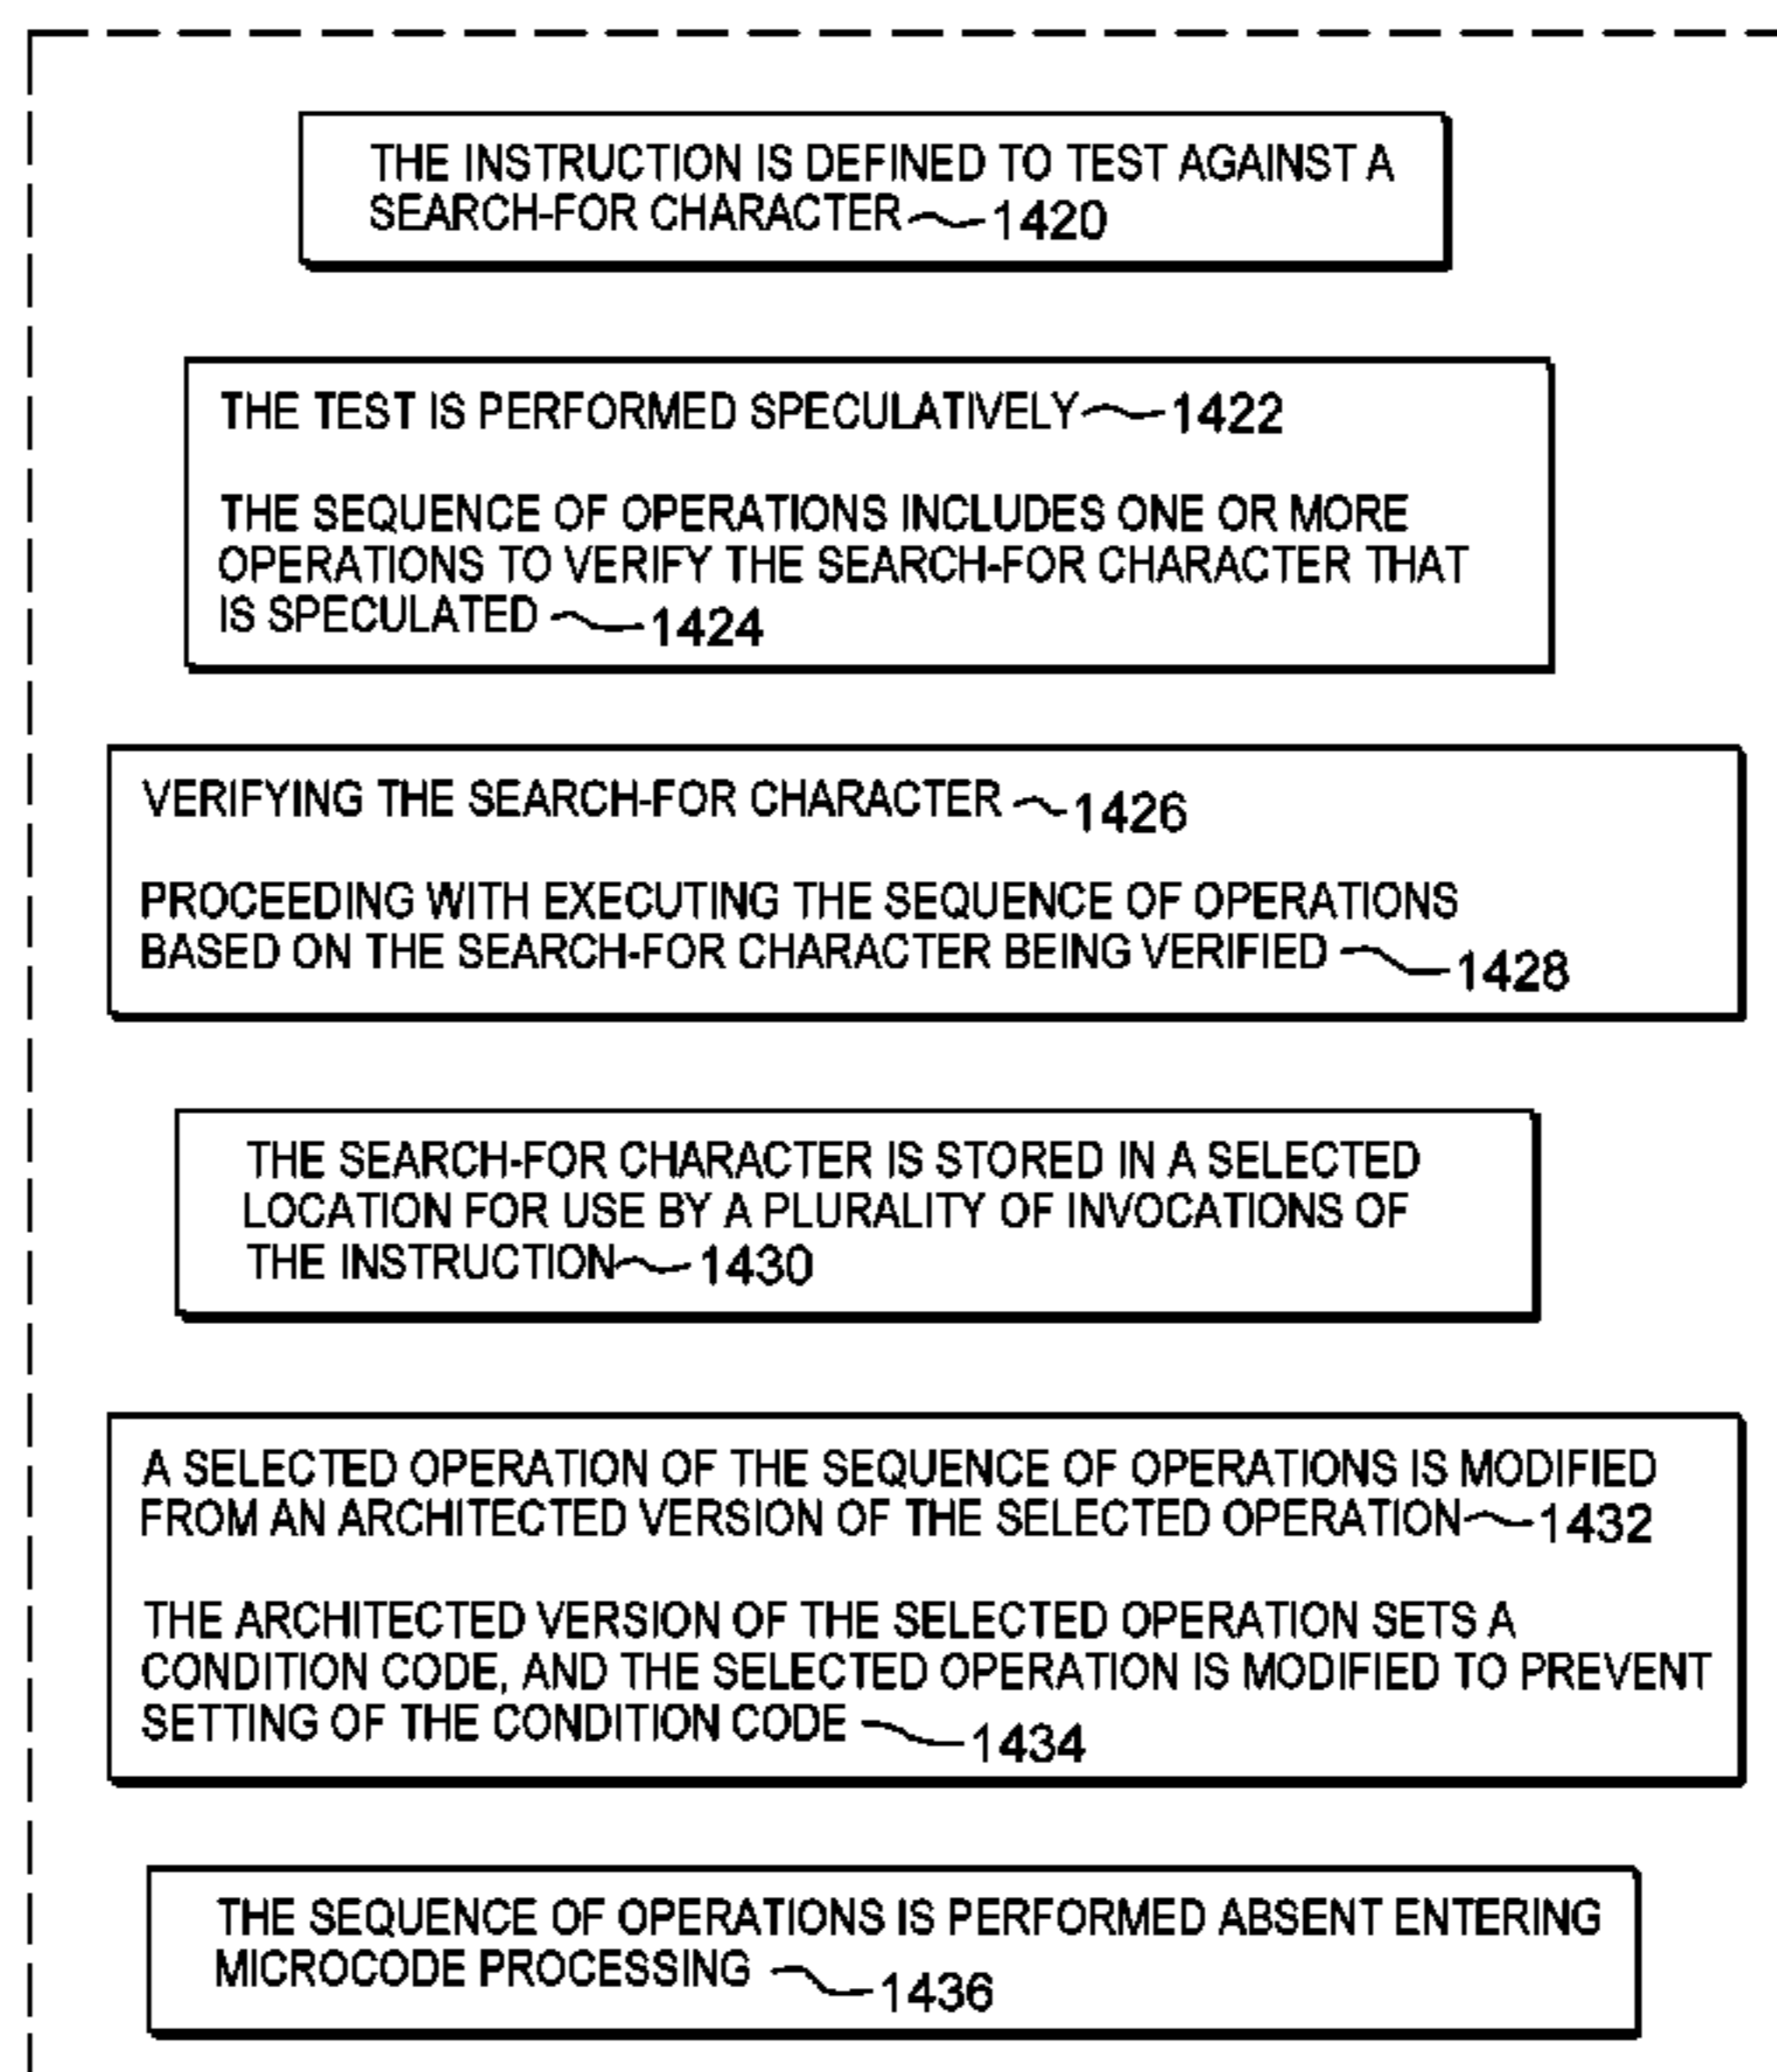 THE INSTRUCTION IS DEFINED TO TEST AGAINST A
SEARCH-FOR CHARACTER 1420
THE TEST IS PERFORMED SPECULATIVELY 1422
THE SEQUENCE OF OPERATIONS INCLUDES ONE OR MORE
OPERATIONS TO VERIFY THE SEARCH-FOR CHARACTER THAT
IS SPECULATED 1424
VERIFYING THE SEARCH-FOR CHARACTER 1426
PROCEEDING WITH EXECUTING THE SEQUENCE OF OPERATIONS
BASED ON THE SEARCH-FOR CHARACTER BEING VERIFIED 1428
THE SEARCH-FOR CHARACTER IS STORED IN A SELECTED
LOCATION FOR USE BY A PLURALITY OF INVOCATIONS OF
THE INSTRUCTION 1430
A SELECTED OPERATION OF THE SEQUENCE OF OPERATIONS IS MODIFIED
FROM AN ARCHITECTED VERSION OF THE SELECTED OPERATION 1432
THE ARCHITECTED VERSION OF THE SELECTED OPERATION SETS A
CONDITION CODE, AND THE SELECTED OPERATION IS MODIFIED TO PREVENT
SETTING OF THE CONDITION CODE 1434
THE SEQUENCE OF OPERATIONS IS PERFORMED ABSENT ENTERING
MICROCODE PROCESSING 1436